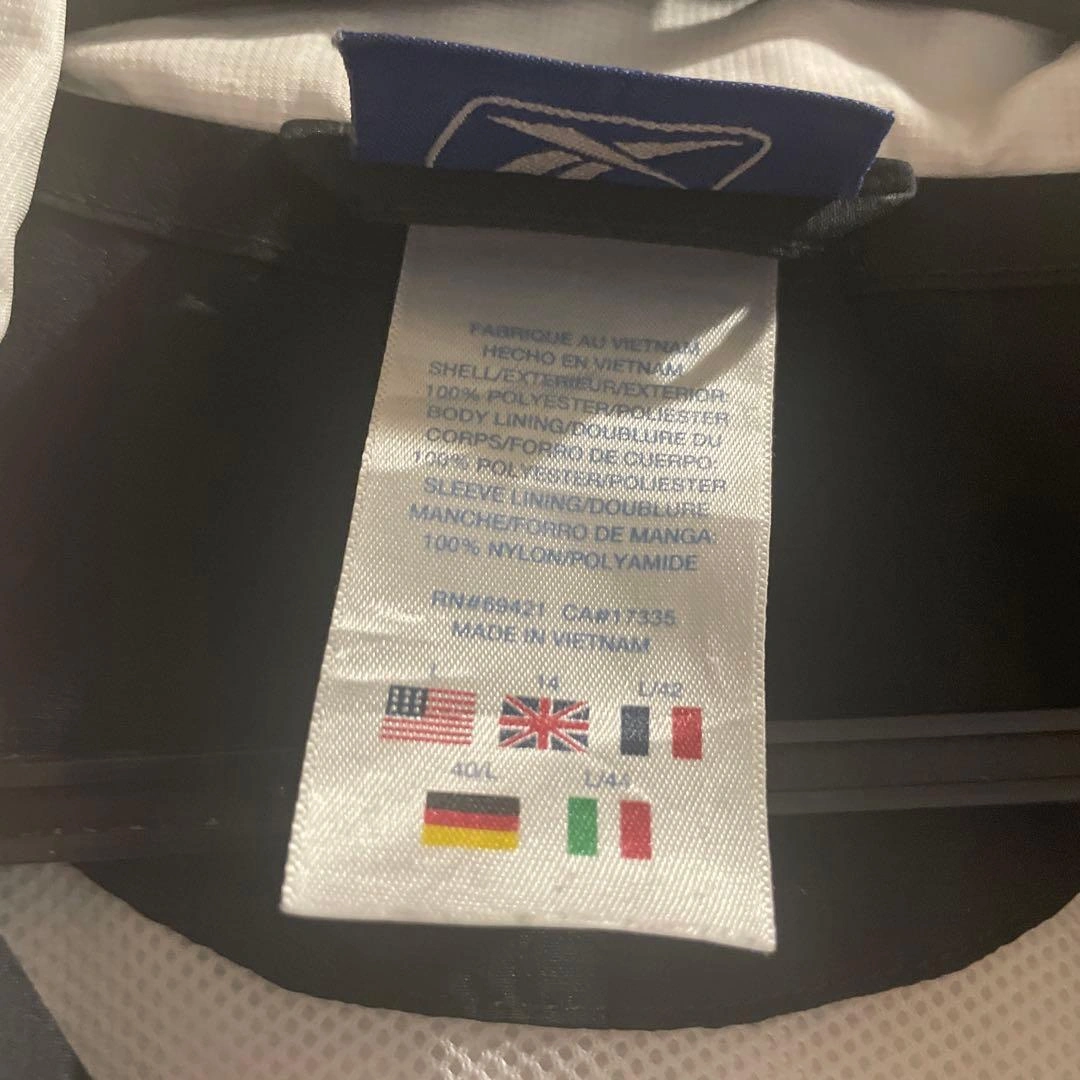 FABRIQUE AU VIETNAM
HECHO EN VIETNAM
SHELL/EXTERIEUR/EXTERIOR:
100% POLYESTER/POLIESTER
BODY LINING/DOUBLURE DU
CORPS/FORRO DE CUERPO:
100% POLYESTER/POLIESTER
SLEEVE LINING/DOUBLURE
MANCHE/FORRO DE MANGA:
100% NYLON/POLYAMIDE
RN#69421 CA#17335
MADE IN VIETNAM
L 14 L/42
40/L L/44